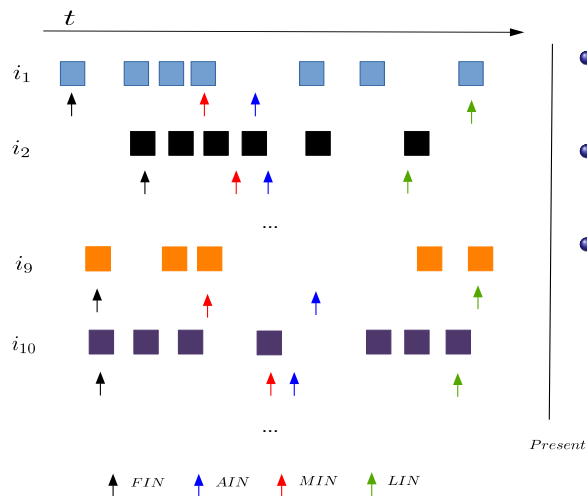 t
i1
i2
...
i9
i10
...
Present
FIN AIN MIN LIN